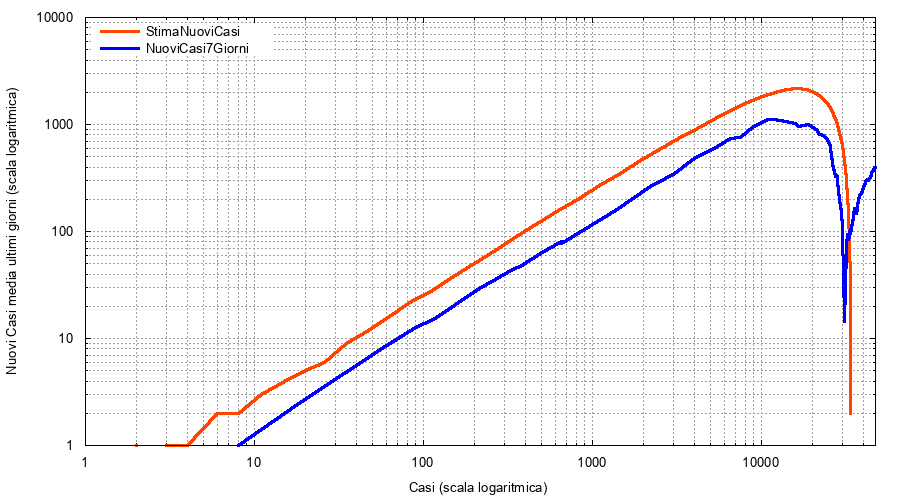 10000
StimaNuoviCasi
NuoviCasi7Giorni
1000
100
10
1
Nuovi Casi media ultimi giorni (scala logaritmica)
1 10 100 1000 10000
Casi (scala logaritmica)